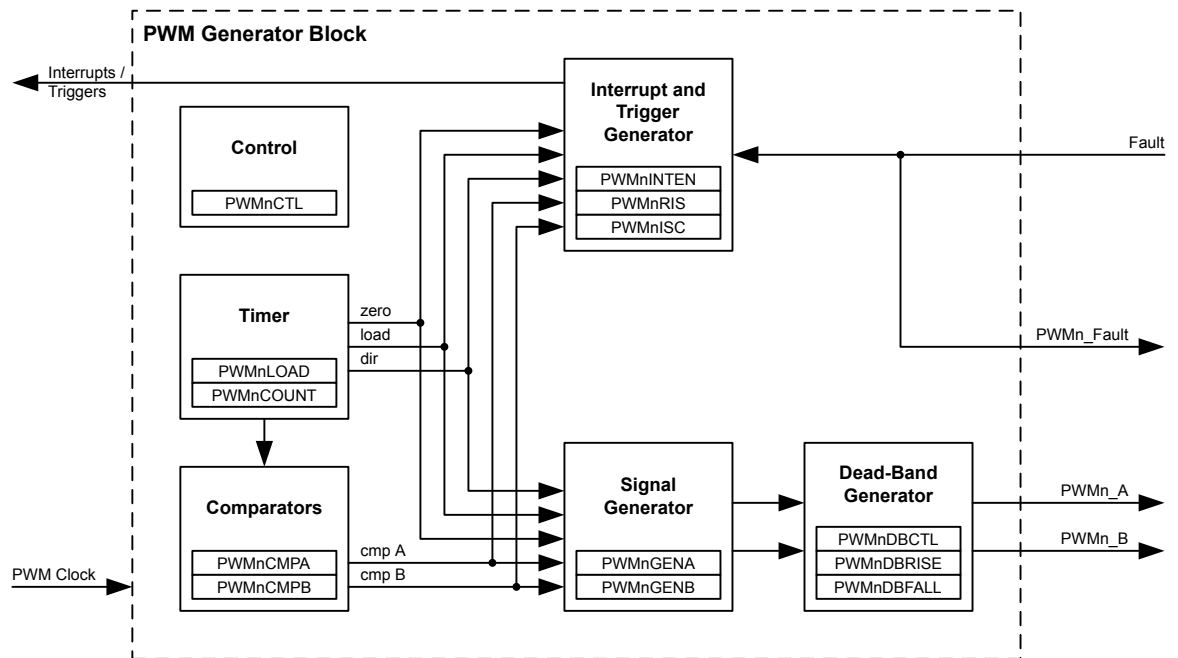 PWM Generator Block
Interrupts /
Triggers
Interrupt and
Trigger
Generator
PWMnINTEN
PWMnRIS
PWMnISC
Control
PWMnCTL
Fault
Timer
PWMnLOAD
PWMnCOUNT
zero
load
dir
PWMn_Fault
Comparators
PWMnCMPA
PWMnCMPB
cmp A
cmp B
Signal
Generator
PWMnGENA
PWMnGENB
Dead-Band
Generator
PWMnDBCTL
PWMnDBRISE
PWMnDBFALL
PWMn_A
PWMn_B
PWM Clock